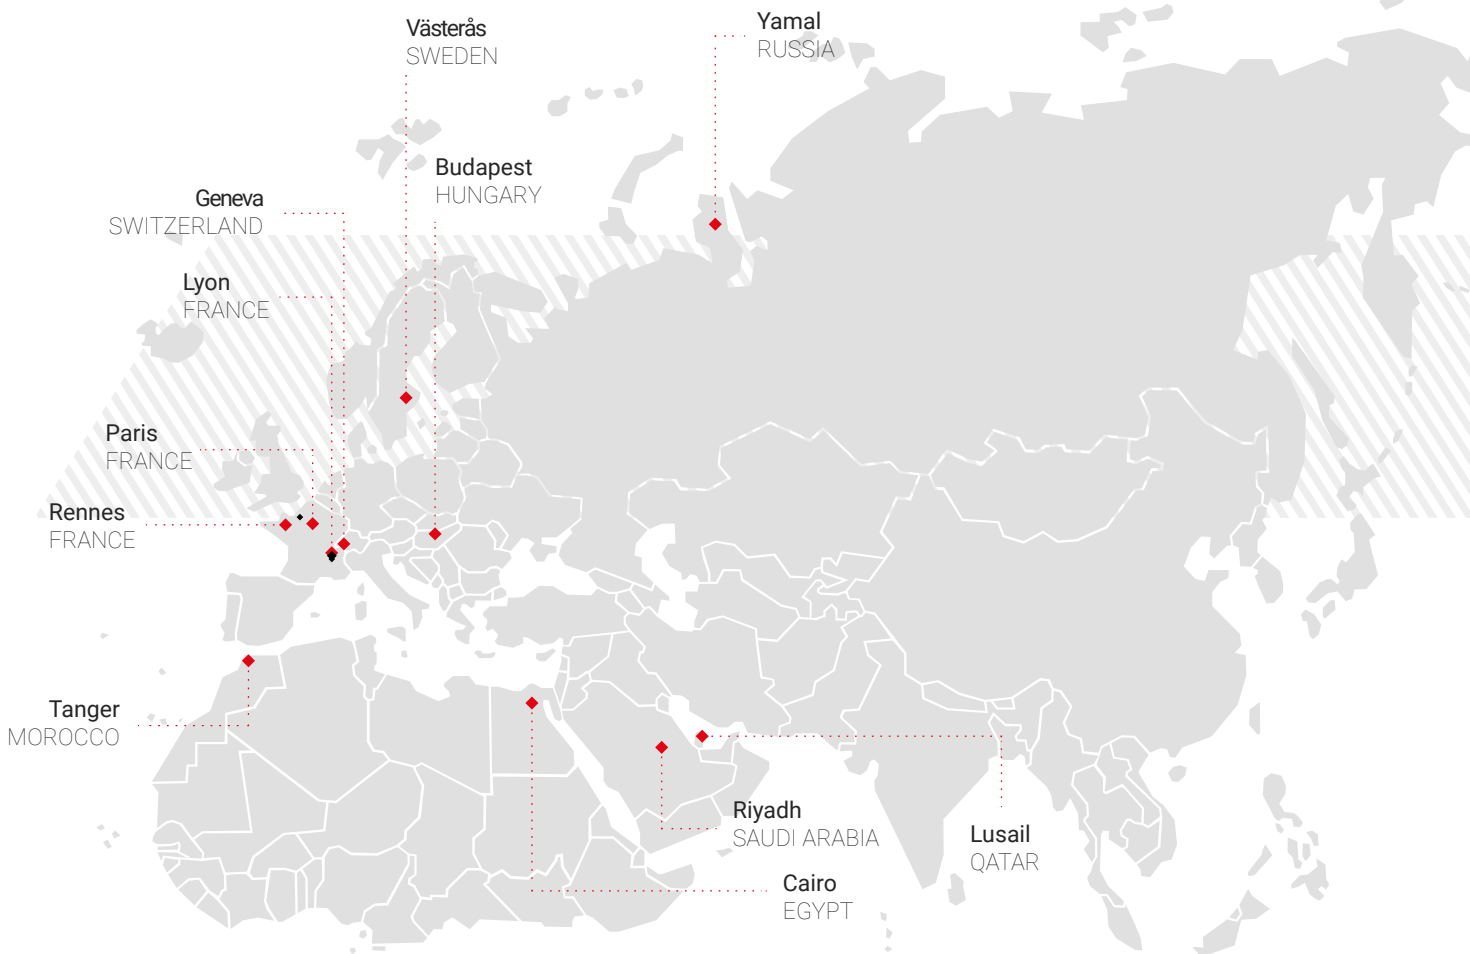 Västerås
SWEDEN
Yamal
RUSSIA
Budapest
HUNGARY
Geneva
SWITZERLAND
Lyon
FRANCE
Paris
FRANCE
Rennes
FRANCE
Tanger
MOROCCO
Riyadh
SAUDI ARABIA
Lusail
QATAR
Cairo
EGYPT